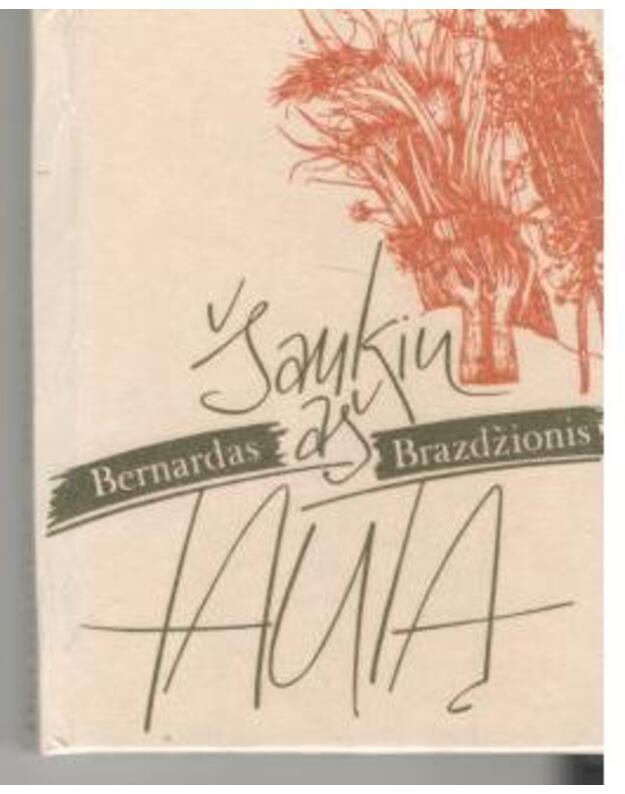 Šaukiu
aš
Bernardas Brazdžionis
TAUTĄ